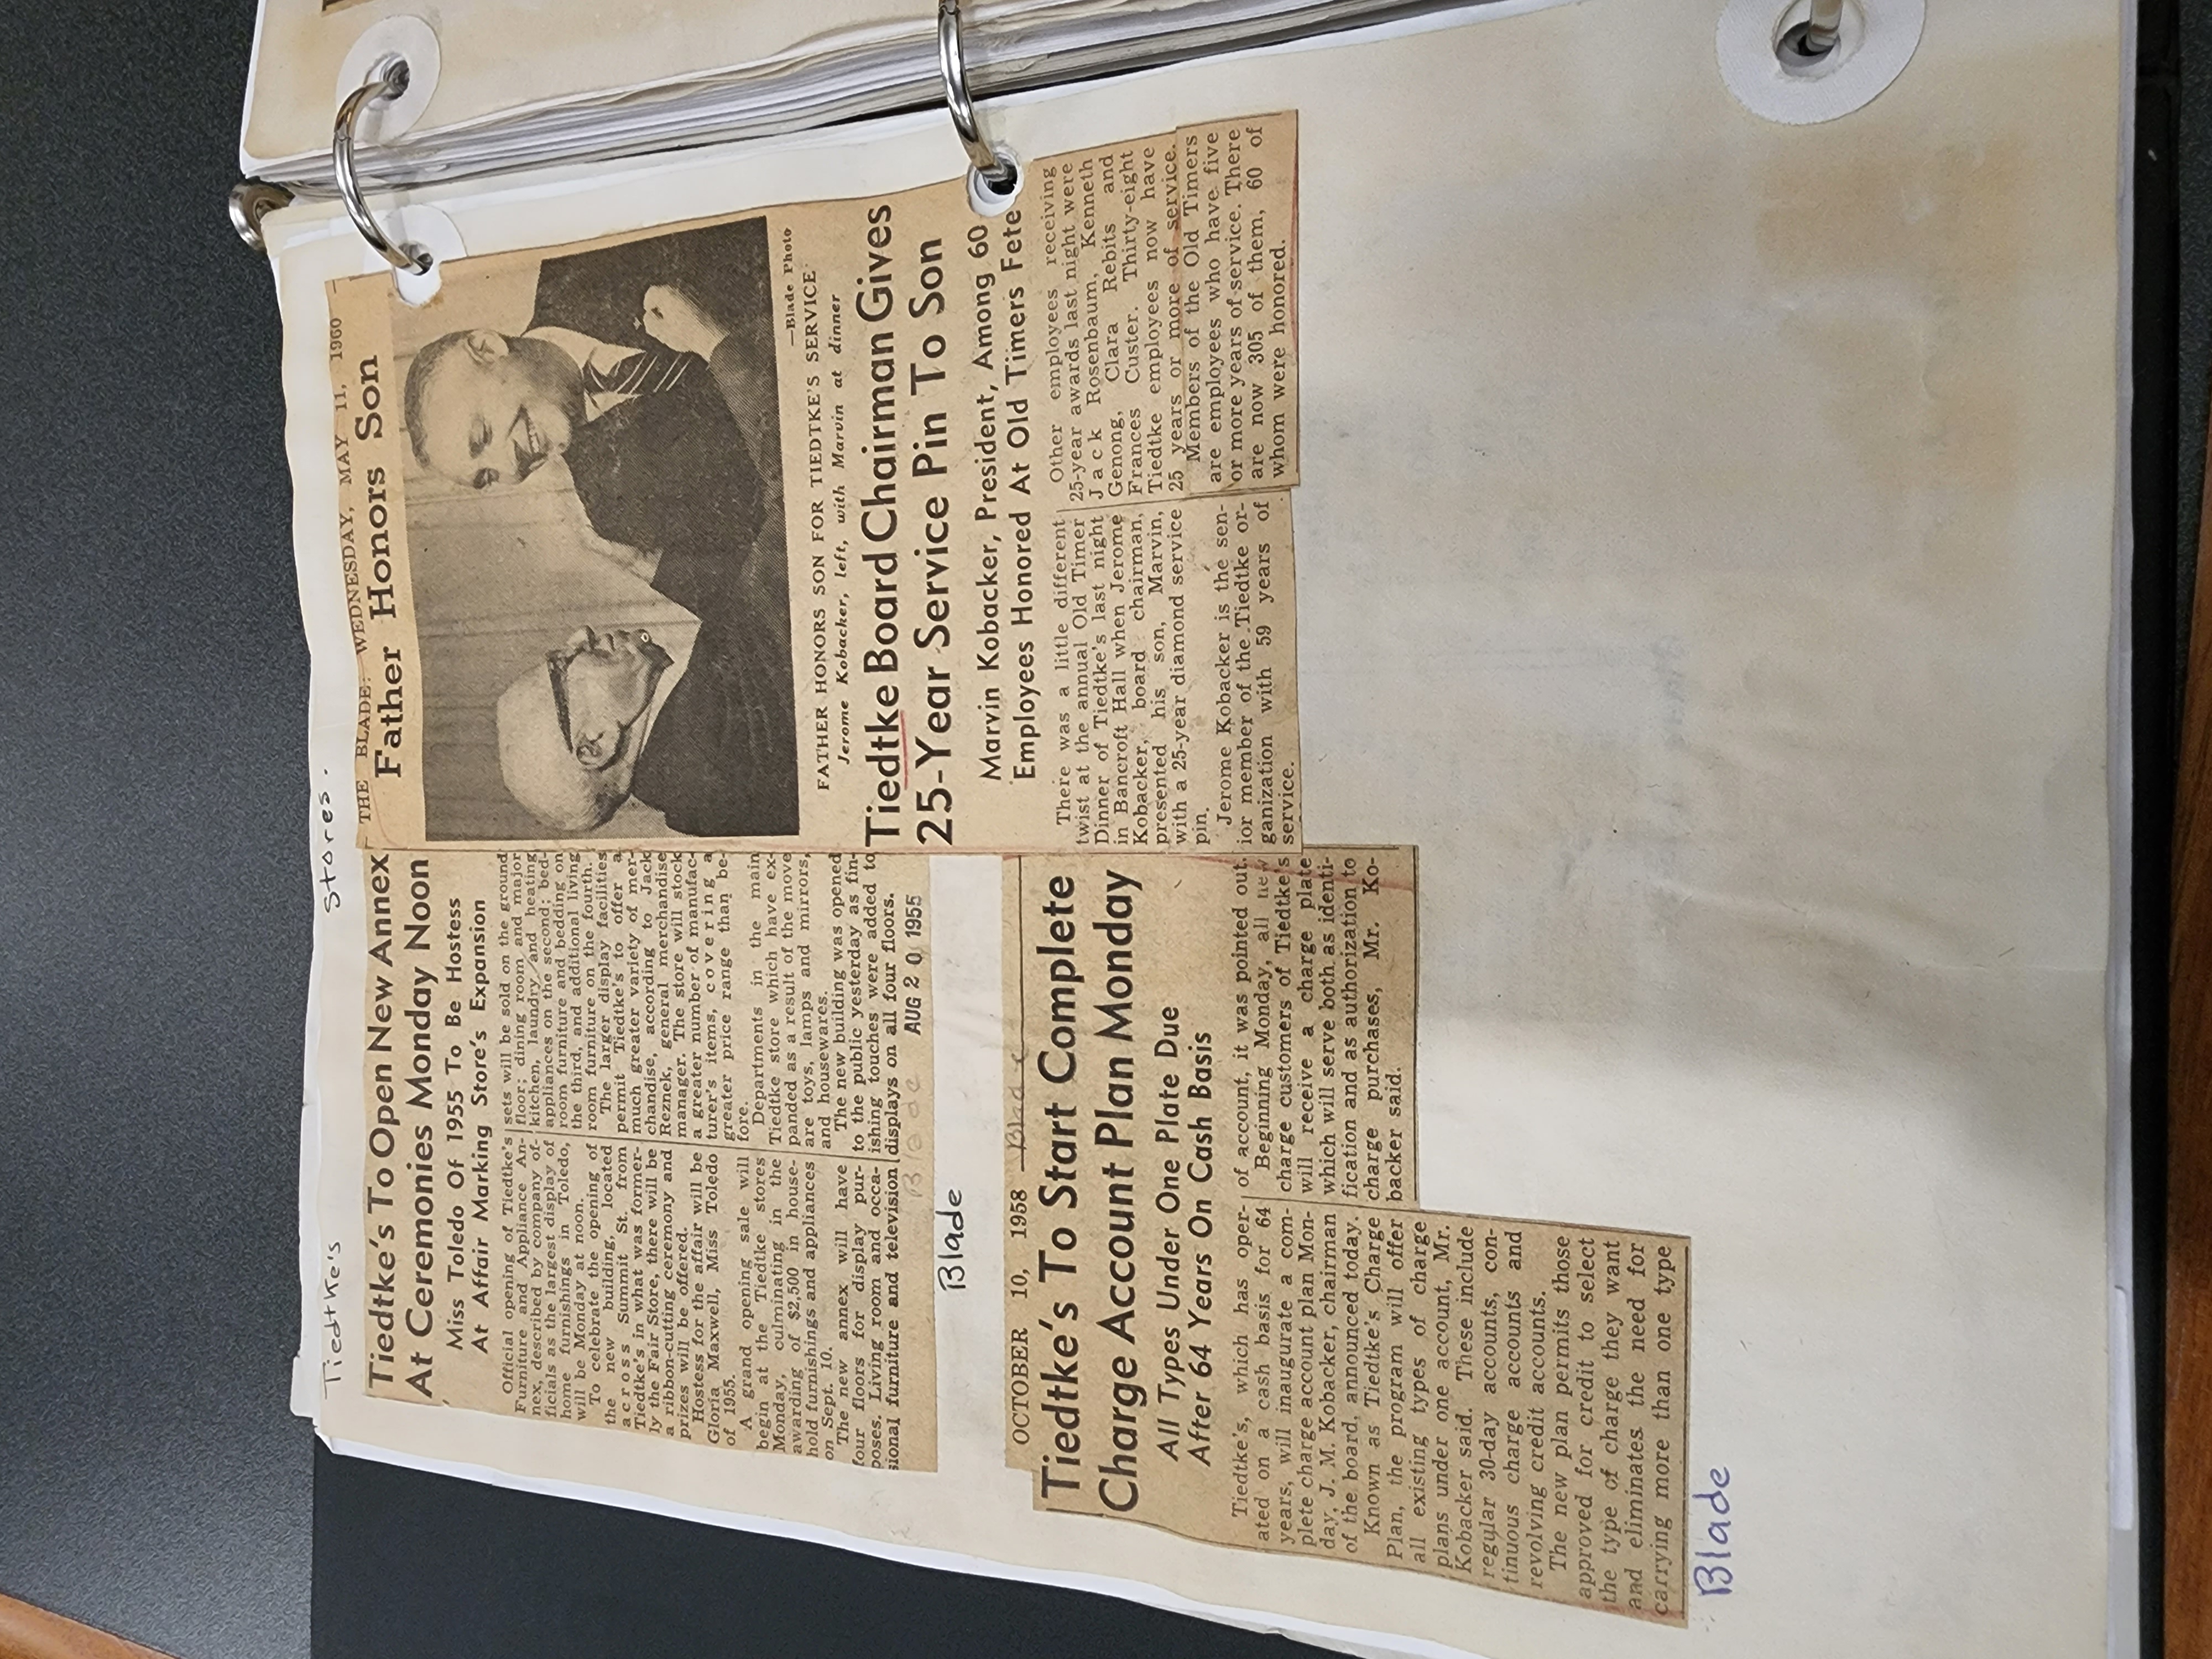 Tiedtke's
Stores.
Tiedtke's To Open New Annex
At Ceremonies Monday Noon
Miss Toledo Of 1955 To Be Hostess
At Affair Marking Store's Expansion
Official opening of Tiedtke's
Furniture and Appliance An-
nex, described by company of-
ficials as the largest display of
home furnishings in Toledo,
will be Monday at noon.
To celebrate the opening of
the new building, located
across Summit St. from
Tiedtke's in what was former-
ly the Fair Store, there will be
a ribbon-cutting ceremony and
prizes will be offered.
Hostess for the affair will be
Gloria Maxwell, Miss Toledo
of 1955.
A grand opening sale will
begin at the Tiedtke stores
Monday, culminating in the
awarding of $2,500 in house-
hold furnishings and appliances
on Sept. 10.
The new annex will have
four floors for display pur-
poses. Living room and occa-
sional furniture and television
sets will be sold on the ground
floor; dining room and major
kitchen, laundry and heating
appliances on the second; bed-
room furniture and bedding on
the third, and additional living
room furniture on the fourth.
The larger display facilities
permit Tiedtke's to offer a
much greater variety of mer-
chandise, according to Jack
Reznek, general merchandise
manager. The store will stock
a greater number of manufac-
turer's items, covering a
greater price range than be-
fore.
Departments in the main
Tiedtke store which have ex-
panded as a result of the move
are toys, lamps and mirrors,
and housewares.
The new building was opened
to the public yesterday as fin-
ishing touches were added to
displays on all four floors.
AUG 20 1955
Blade
Blade
OCTOBER 10, 1958
Blade
Tiedtke's To Start Complete
Charge Account Plan Monday
All Types Under One Plate Due
After 64 Years On Cash Basis
Tiedtke's, which has oper-
ated on a cash basis for 64
years, will inaugurate a com-
plete charge account plan Mon-
day, J. M. Kobacker, chairman
of the board, announced today.
Known as Tiedtke's Charge
Plan, the program will offer
all existing types of charge
plans under one account, Mr.
Kobacker said. These include
regular 30-day accounts, con-
tinuous charge accounts and
revolving credit accounts.
The new plan permits those
approved for credit to select
the type of charge they want
and eliminates the need for
carrying more than one type
of account, it was pointed out.
Beginning Monday, all new
charge customers of Tiedtke's
will receive a charge plate
which will serve both as identi-
fication and as authorization to
charge purchases, Mr. Ko-
backer said.
Blade
THE BLADE: WEDNESDAY, MAY 11, 1960
Father Honors Son
—Blade Photo
FATHER HONORS SON FOR TIEDTKE'S SERVICE
Jerome Kobacker, left, with Marvin at dinner
Tiedtke Board Chairman Gives
25-Year Service Pin To Son
Marvin Kobacker, President, Among 60
Employees Honored At Old Timers Fete
There was a little different
twist at the annual Old Timer
Dinner of Tiedtke's last night
in Bancroft Hall when Jerome
Kobacker, board chairman,
presented his son, Marvin,
with a 25-year diamond service
pin.
Jerome Kobacker is the sen-
ior member of the Tiedtke or-
ganization with 59 years of
service.
Other employees receiving
25-year awards last night were
Jack Rosenbaum, Kenneth
Genong, Clara Rebits and
Frances Custer. Thirty-eight
Tiedtke employees now have
25 years or more of service.
Members of the Old Timers
are employees who have five
or more years of service. There
are now 305 of them, 60 of
whom were honored.